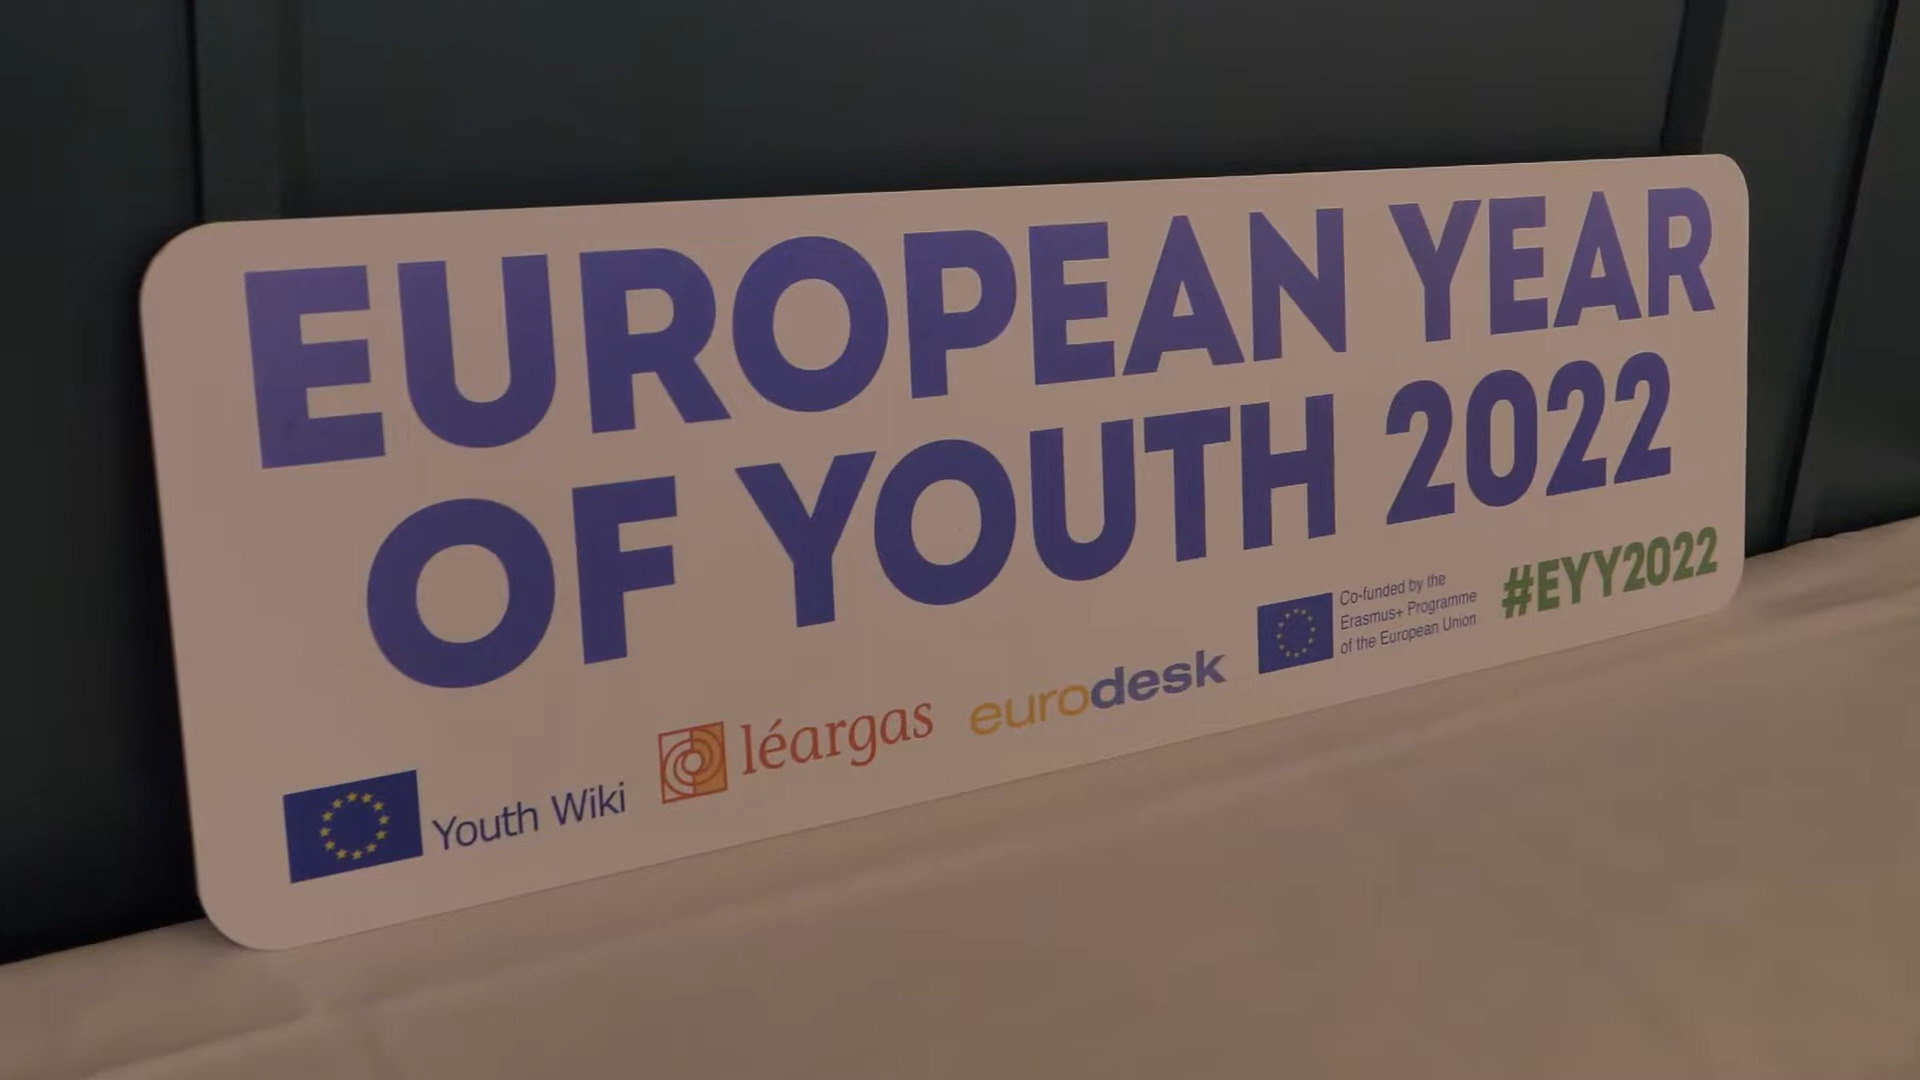 EUROPEAN YEAR
OF YOUTH 2022
#EYY2022
Co-funded by the
Erasmus+ Programme
of the European Union
Youth Wiki
léargas
eurodesk